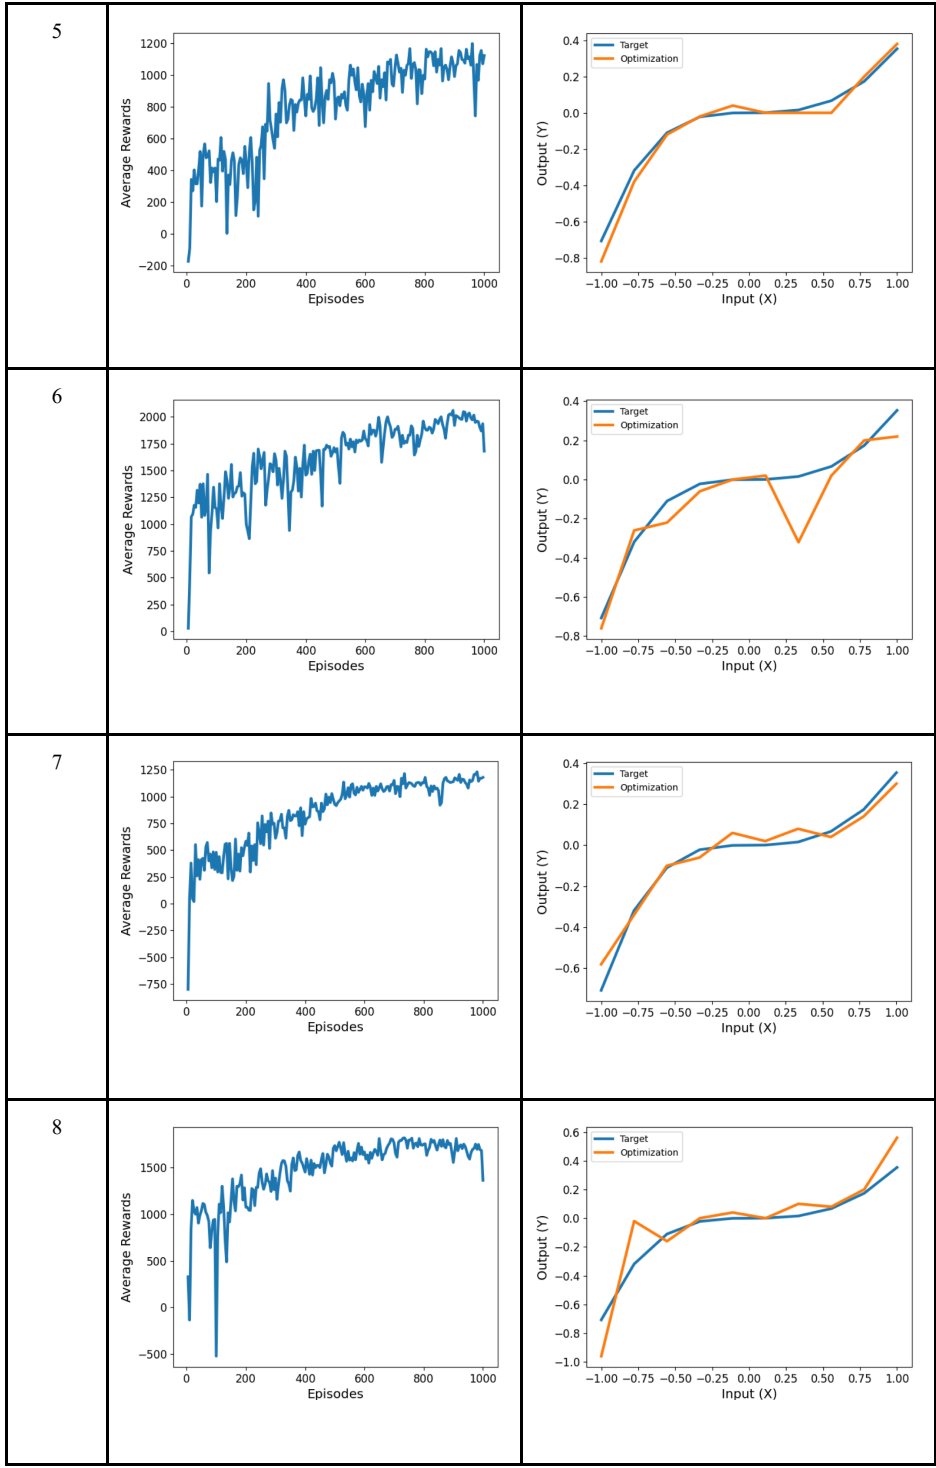 5
1200
1000
800
600
400
200
0
−200
0 200 400 600 800 1000
Episodes
Average Rewards
Target
Optimization
0.4
0.2
0.0
−0.2
−0.4
−0.6
−0.8
−1.00 −0.75 −0.50 −0.25 0.00 0.25 0.50 0.75 1.00
Input (X)
Output (Y)
6
2000
1750
1500
1250
1000
750
500
250
0
0 200 400 600 800 1000
Episodes
Average Rewards
Target
Optimization
0.4
0.2
0.0
−0.2
−0.4
−0.6
−0.8
−1.00 −0.75 −0.50 −0.25 0.00 0.25 0.50 0.75 1.00
Input (X)
Output (Y)
7
1250
1000
750
500
250
0
−250
−500
−750
0 200 400 600 800 1000
Episodes
Average Rewards
Target
Optimization
0.4
0.2
0.0
−0.2
−0.4
−0.6
−1.00 −0.75 −0.50 −0.25 0.00 0.25 0.50 0.75 1.00
Input (X)
Output (Y)
8
1500
1000
500
0
−500
0 200 400 600 800 1000
Episodes
Average Rewards
Target
Optimization
0.6
0.4
0.2
0.0
−0.2
−0.4
−0.6
−0.8
−1.0
−1.00 −0.75 −0.50 −0.25 0.00 0.25 0.50 0.75 1.00
Input (X)
Output (Y)